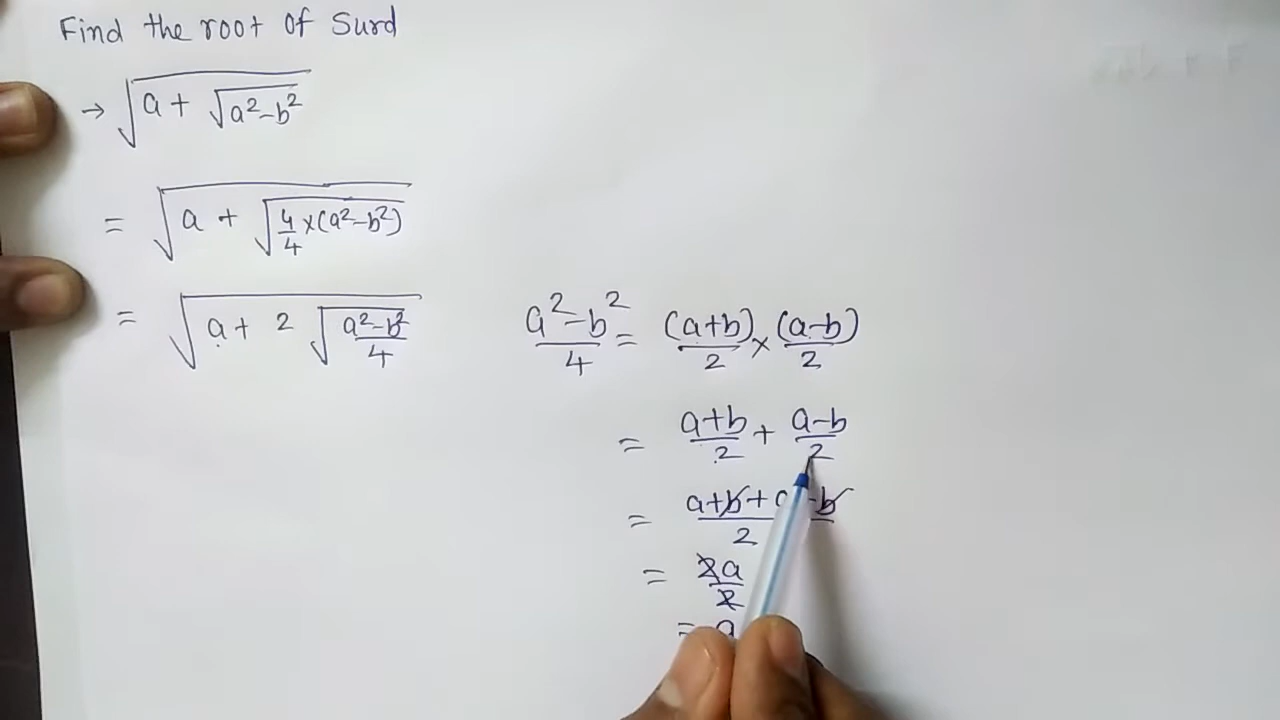 Find the root of Surd
→ √(a + √(a²-b²))
= √(a + √(4/4 ×(a²-b²)))
= √(a + 2 √((a²-b²)/4))
(a²-b²)/4 = (a+b)/2 × (a-b)/2
= (a+b)/2 + (a-b)/2
= (a+b+a-b)/2
= 2a/2
= a